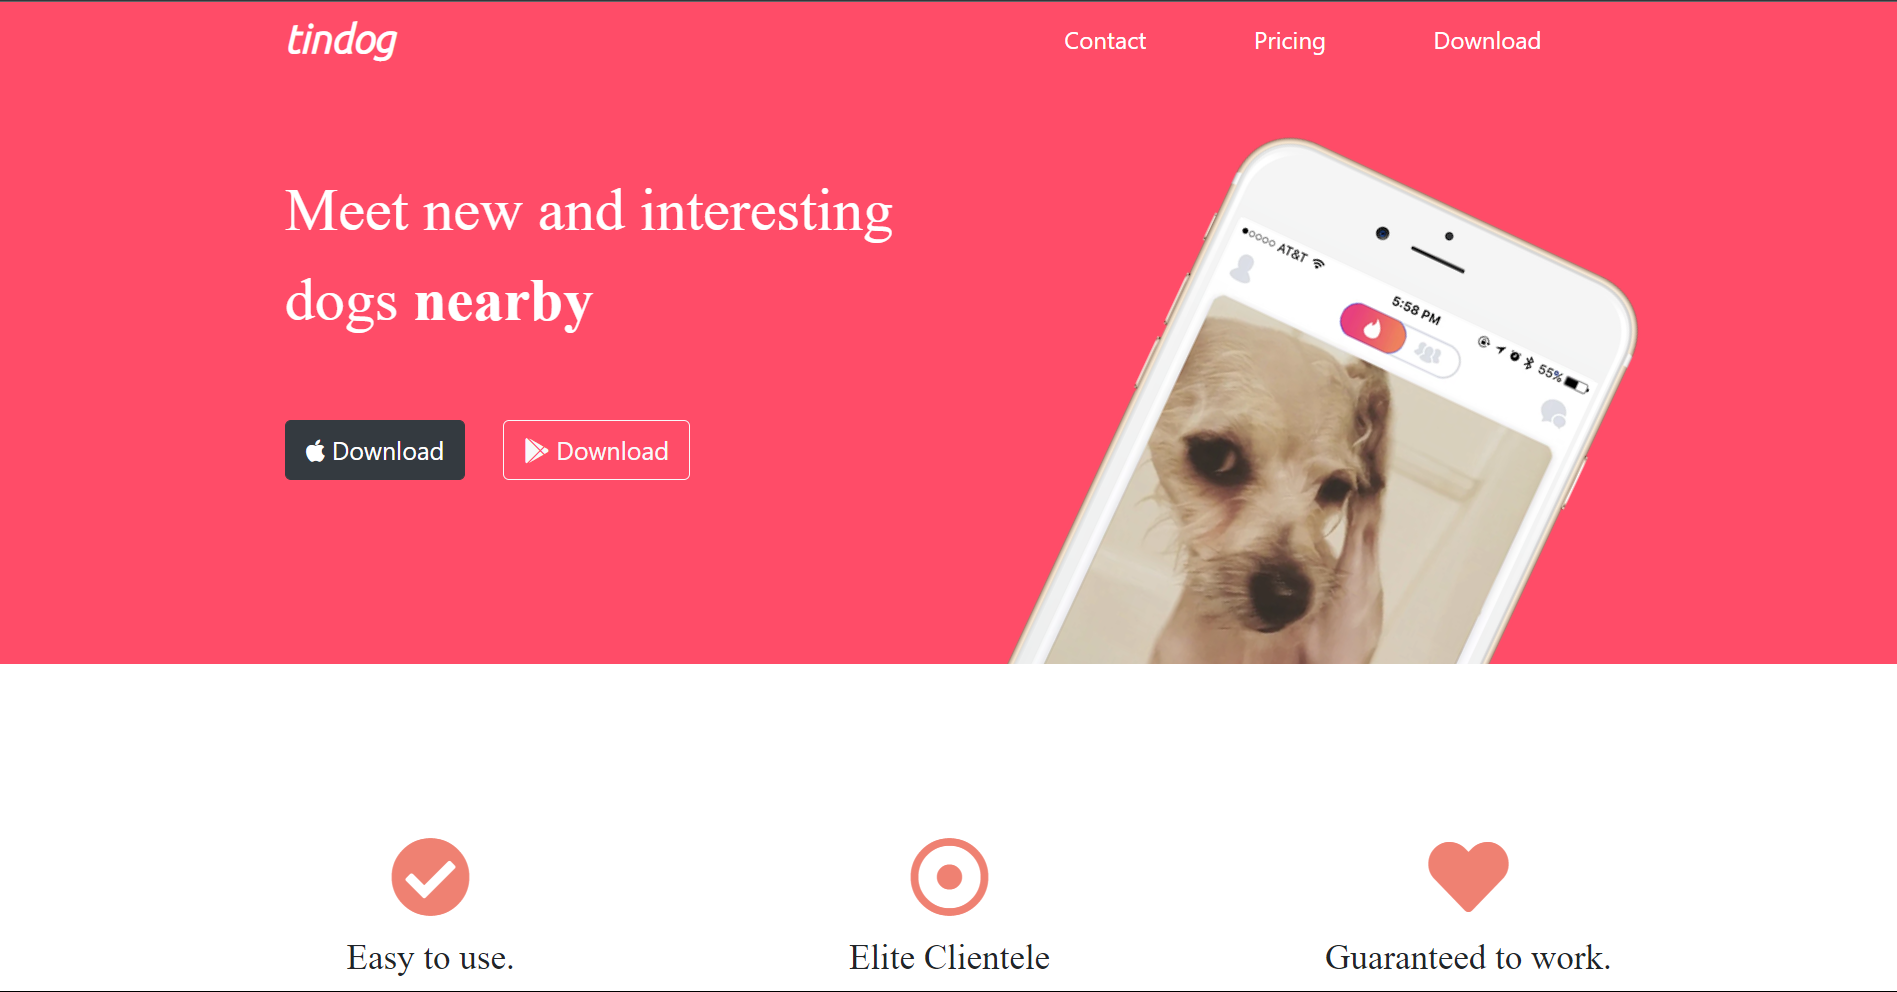 tindog
Contact
Pricing
Download
Meet new and interesting
dogs nearby
Download
Download
AT&T
5:58 PM
55%
Easy to use.
Elite Clientele
Guaranteed to work.